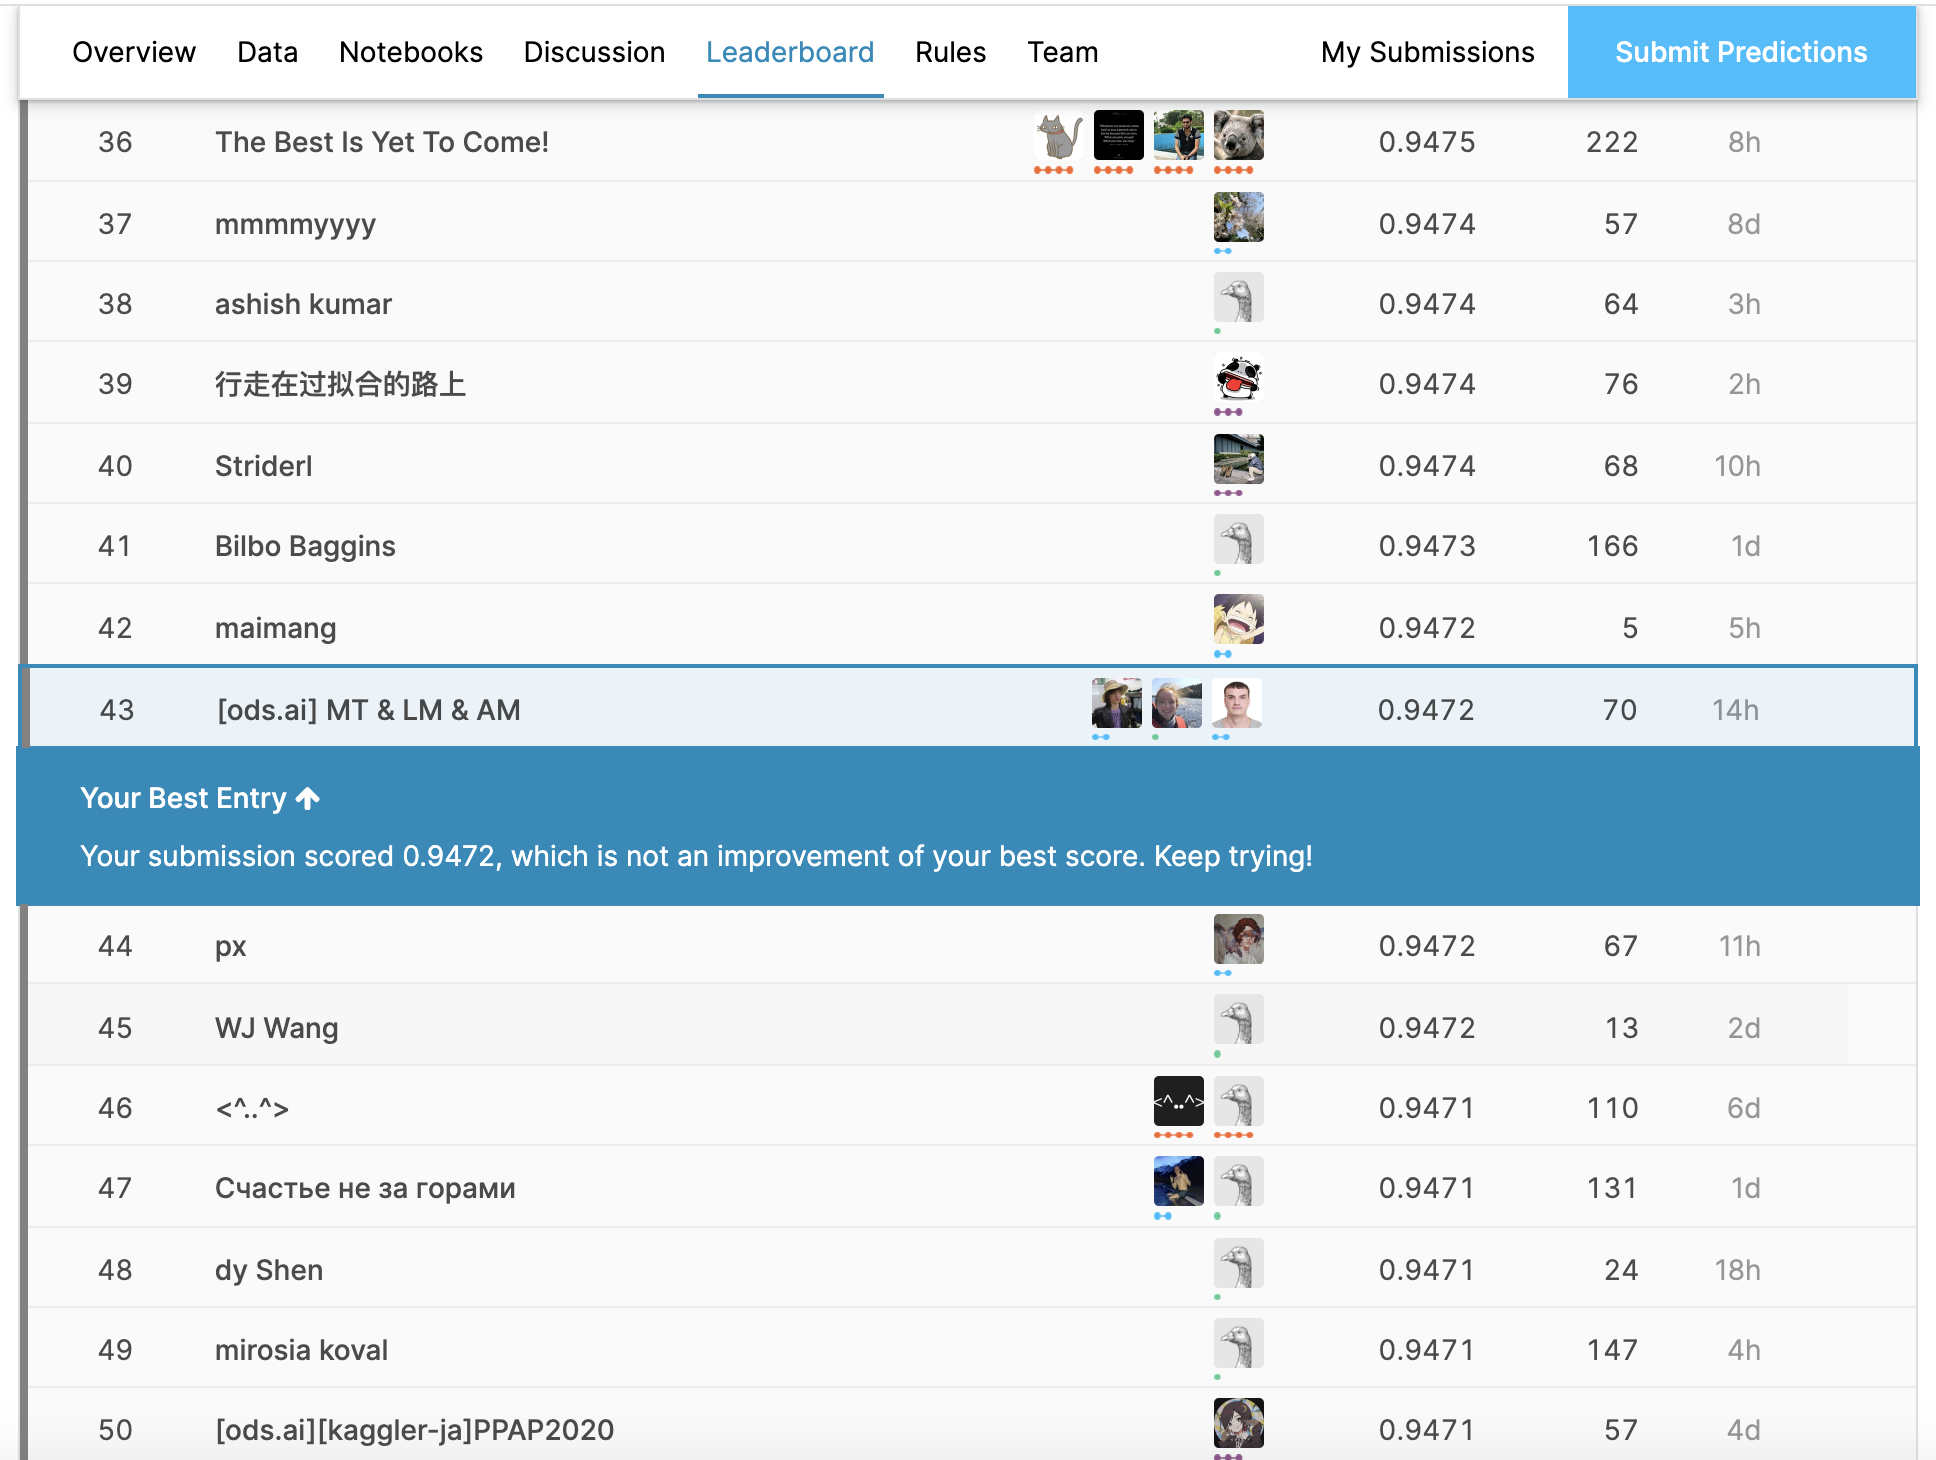 Overview Data Notebooks Discussion Leaderboard Rules Team My Submissions Submit Predictions
36 The Best Is Yet To Come! 0.9475 222 8h
37 mmmmyyyy 0.9474 57 8d
38 ashish kumar 0.9474 64 3h
39 行走在过拟合的路上 0.9474 76 2h
40 Striderl 0.9474 68 10h
41 Bilbo Baggins 0.9473 166 1d
42 maimang 0.9472 5 5h
43 [ods.ai] MT & LM & AM 0.9472 70 14h
Your Best Entry ↑
Your submission scored 0.9472, which is not an improvement of your best score. Keep trying!
44 px 0.9472 67 11h
45 WJ Wang 0.9472 13 2d
46 <^..^> <^..^> 0.9471 110 6d
47 Счастье не за горами 0.9471 131 1d
48 dy Shen 0.9471 24 18h
49 mirosia koval 0.9471 147 4h
50 [ods.ai][kaggler-ja]PPAP2020 0.9471 57 4d